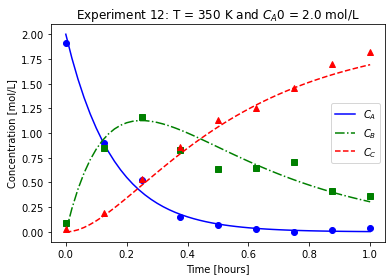 Experiment 12: T = 350 K and C_A0 = 2.0 mol/L
Concentration [mol/L]
2.00
1.75
1.50
1.25
1.00
0.75
0.50
0.25
0.00
C_A
C_B
C_C
0.0
0.2
0.4
0.6
0.8
1.0
Time [hours]